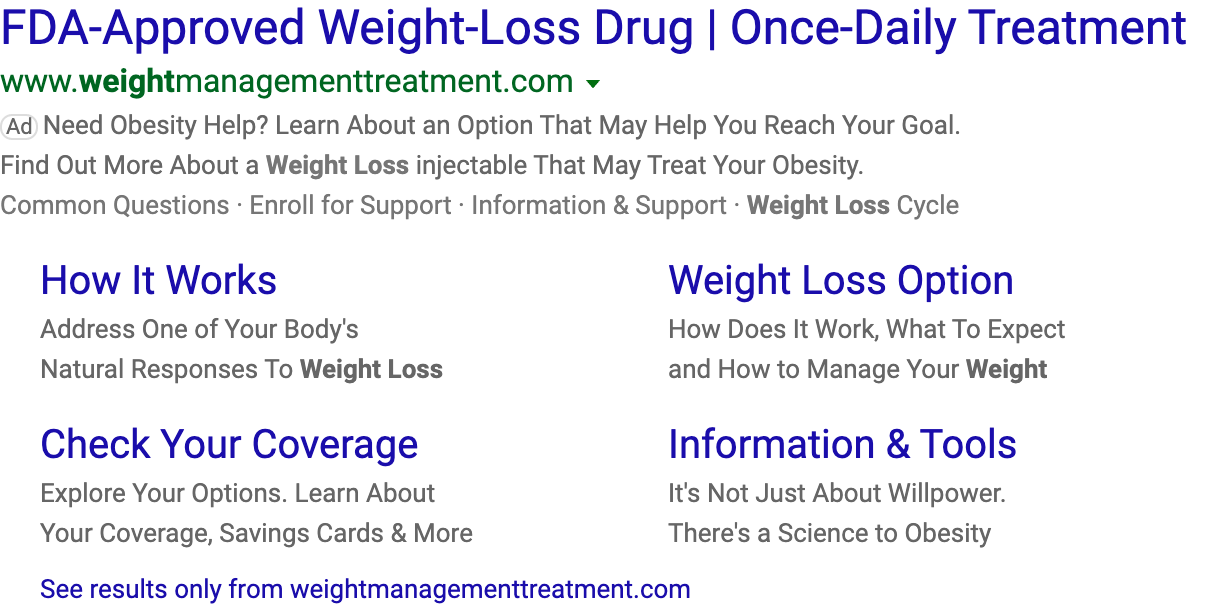 FDA-Approved Weight-Loss Drug | Once-Daily Treatment
www.weightmanagementtreatment.com
Ad Need Obesity Help? Learn About an Option That May Help You Reach Your Goal.
Find Out More About a Weight Loss injectable That May Treat Your Obesity.
Common Questions · Enroll for Support · Information & Support · Weight Loss Cycle
How It Works
Address One of Your Body's
Natural Responses To Weight Loss
Weight Loss Option
How Does It Work, What To Expect
and How to Manage Your Weight
Check Your Coverage
Explore Your Options. Learn About
Your Coverage, Savings Cards & More
Information & Tools
It's Not Just About Willpower.
There's a Science to Obesity
See results only from weightmanagementtreatment.com